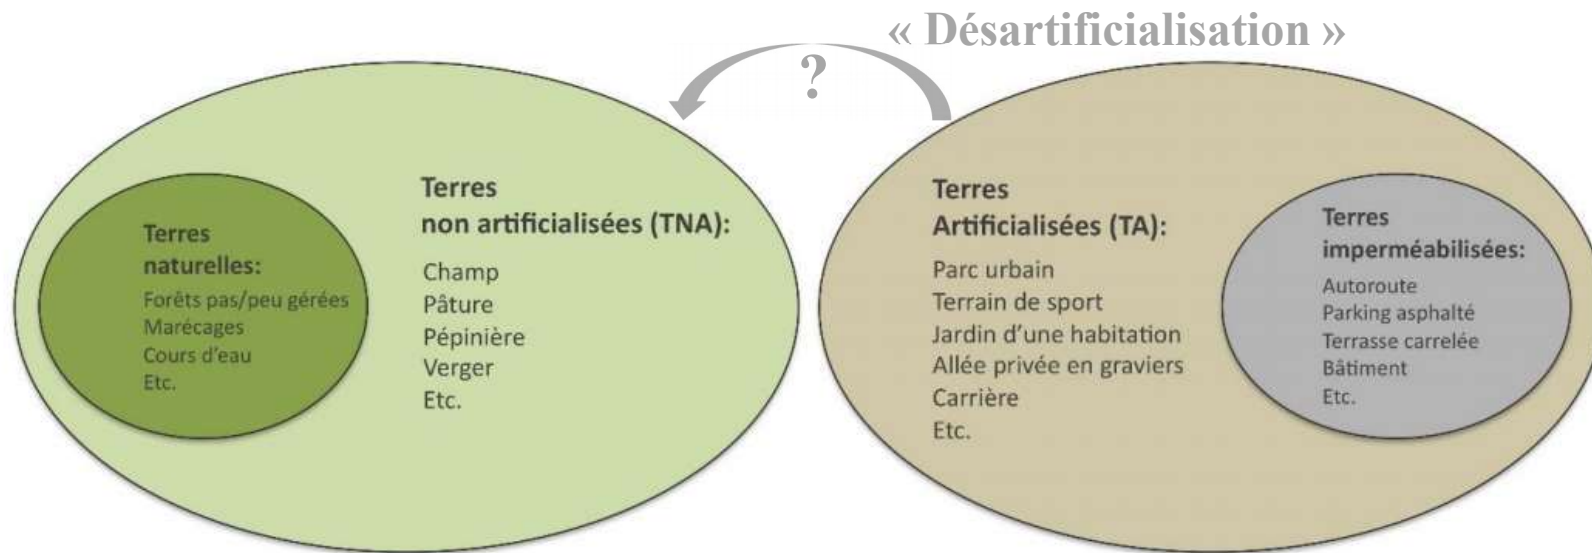 « Désartificialisation »
?
Terres
naturelles:
Forêts pas/peu gérées
Marécages
Cours d'eau
Etc.
Terres
non artificialisées (TNA):
Champ
Pâture
Pépinière
Verger
Etc.
Terres
Artificialisées (TA):
Parc urbain
Terrain de sport
Jardin d'une habitation
Allée privée en graviers
Carrière
Etc.
Terres
imperméabilisées:
Autoroute
Parking asphalté
Terrasse carrelée
Bâtiment
Etc.